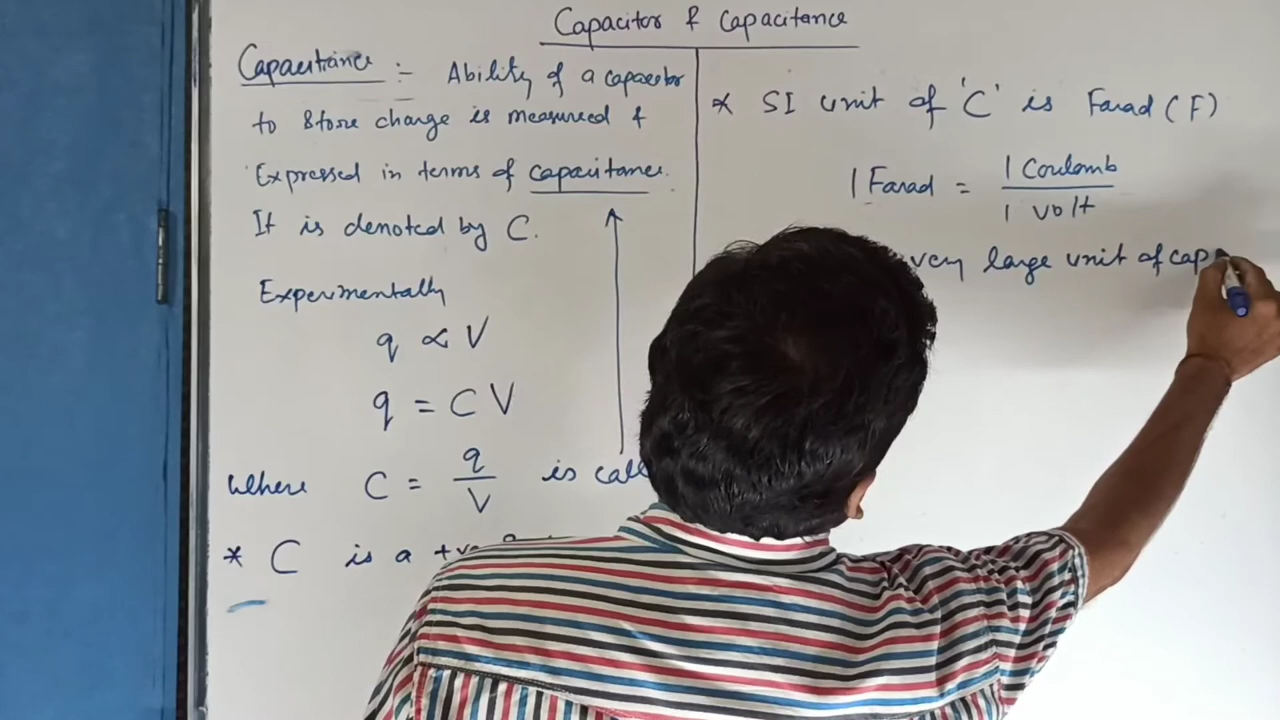 Capacitor & Capacitance
Capacitance :- Ability of a capacitor
to store charge is measured &
Expressed in terms of capacitance.
It is denoted by C.
Experimentally
q ∝ V
q = C V
Where C = q/V is call
* C is a +ve
* SI unit of 'C' is Farad (F)
1 Farad = 1 Coulomb / 1 volt
very large unit of cap